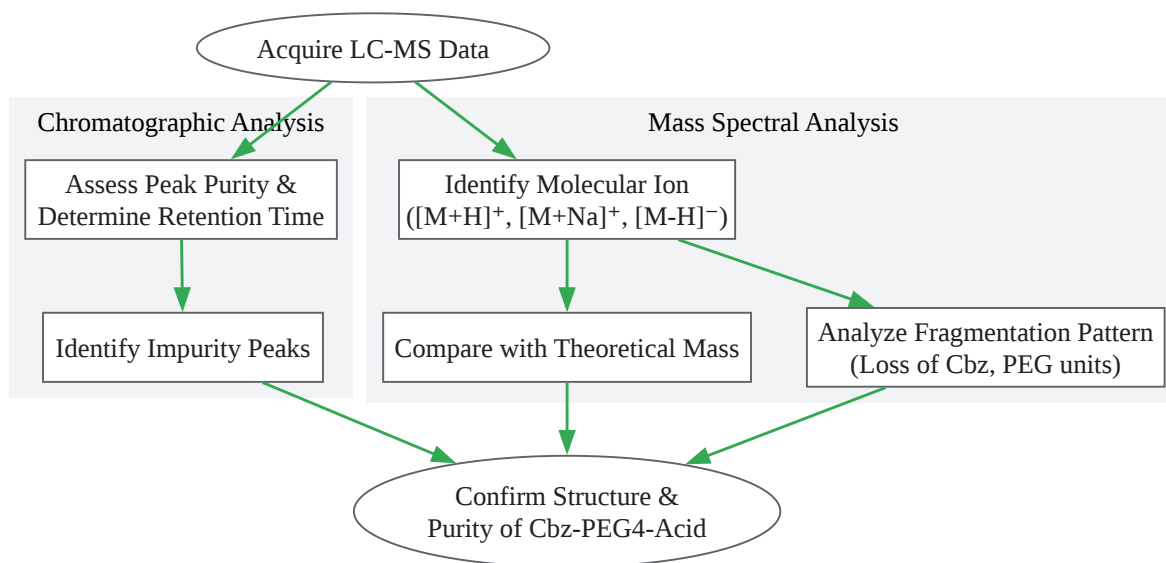 Acquire LC-MS Data
Chromatographic Analysis
Mass Spectral Analysis
Assess Peak Purity &
Determine Retention Time
Identify Molecular Ion
([M+H]⁺, [M+Na]⁺, [M-H]⁻)
Identify Impurity Peaks
Compare with Theoretical Mass
Analyze Fragmentation Pattern
(Loss of Cbz, PEG units)
Confirm Structure &
Purity of Cbz-PEG4-Acid